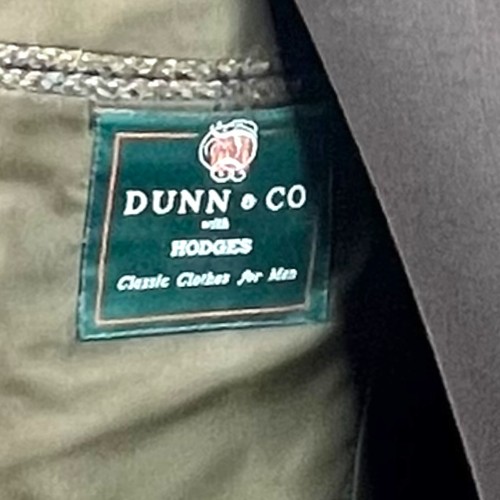 DUNN & CO
with
HODGES
Classic Clothes for Men